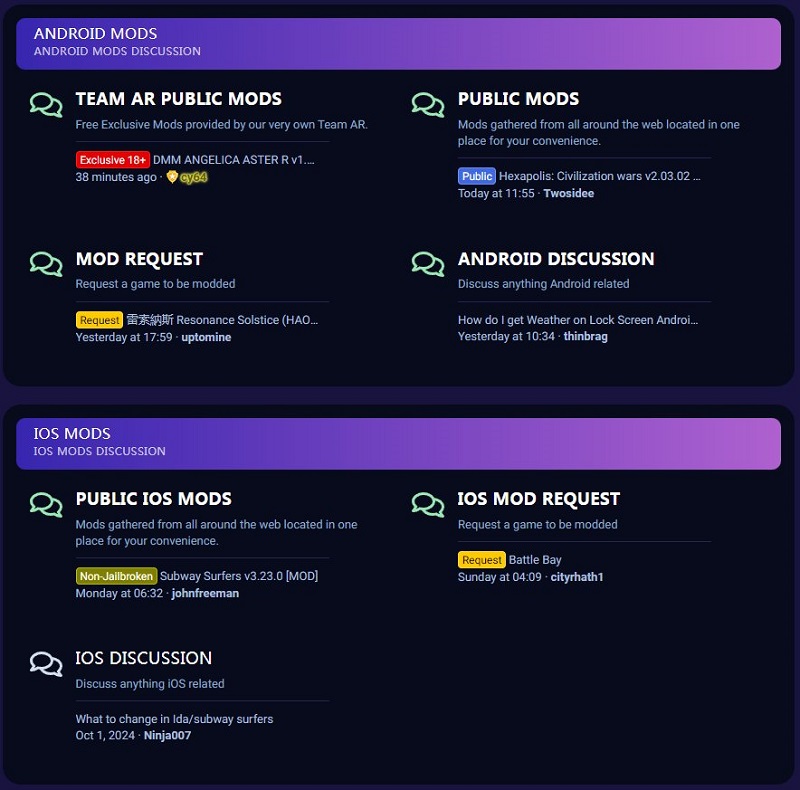 ANDROID MODS
ANDROID MODS DISCUSSION
TEAM AR PUBLIC MODS
Free Exclusive Mods provided by our very own Team AR.
Exclusive 18+ DMM ANGELICA ASTER R v1....
38 minutes ago · cy64
PUBLIC MODS
Mods gathered from all around the web located in one
place for your convenience.
Public Hexapolis: Civilization wars v2.03.02 ...
Today at 11:55 · Twosidee
MOD REQUEST
Request a game to be modded
Request 雷索納斯 Resonance Solstice (HAO...
Yesterday at 17:59 · uptomine
ANDROID DISCUSSION
Discuss anything Android related
How do I get Weather on Lock Screen Androi...
Yesterday at 10:34 · thinbrag
IOS MODS
IOS MODS DISCUSSION
PUBLIC IOS MODS
Mods gathered from all around the web located in one
place for your convenience.
Non-Jailbroken Subway Surfers v3.23.0 [MOD]
Monday at 06:32 · johnfreeman
IOS MOD REQUEST
Request a game to be modded
Request Battle Bay
Sunday at 04:09 · cityrhath1
IOS DISCUSSION
Discuss anything iOS related
What to change in Ida/subway surfers
Oct 1, 2024 · Ninja007